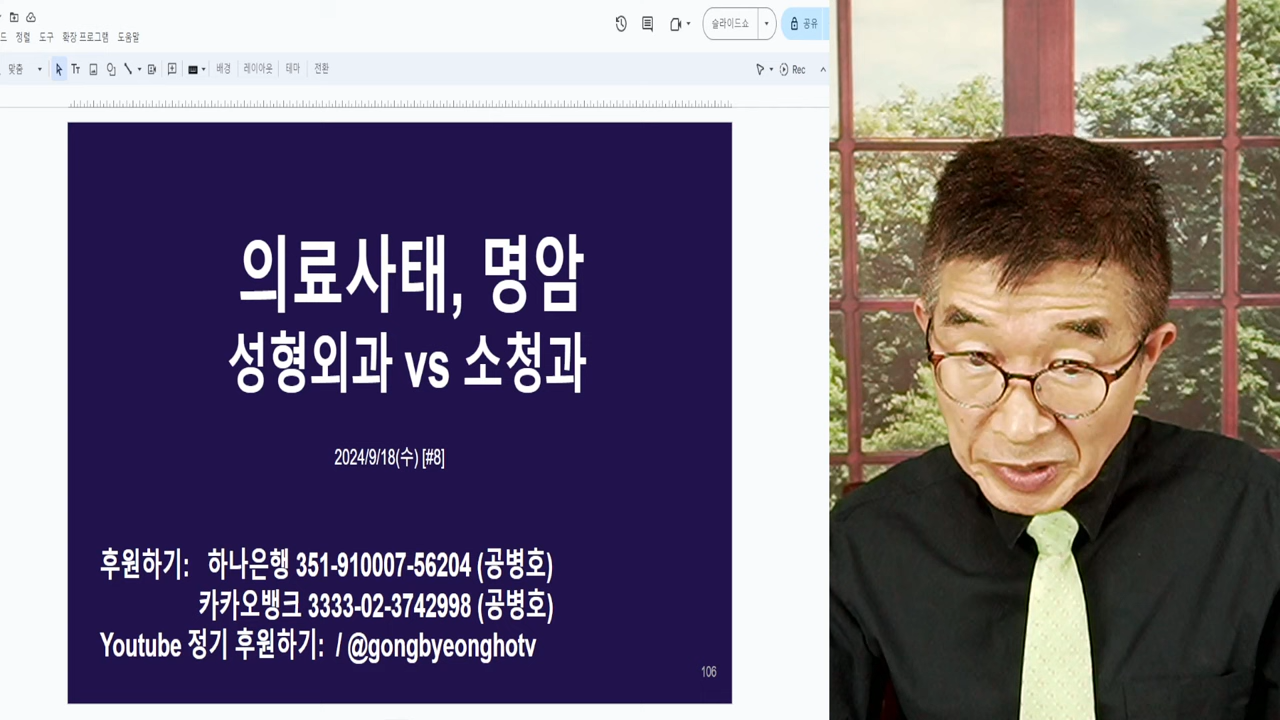 정렬 도구 확장 프로그램 도움말
슬라이드쇼
공유
맞춤
배경 레이아웃 테마 전환
Rec
의료사태, 명암
성형외과 vs 소청과
2024/9/18(수) [#8]
후원하기: 하나은행 351-910007-56204 (공병호)
카카오뱅크 3333-02-3742998 (공병호)
Youtube 정기 후원하기: / @gongbyeonghotv
106